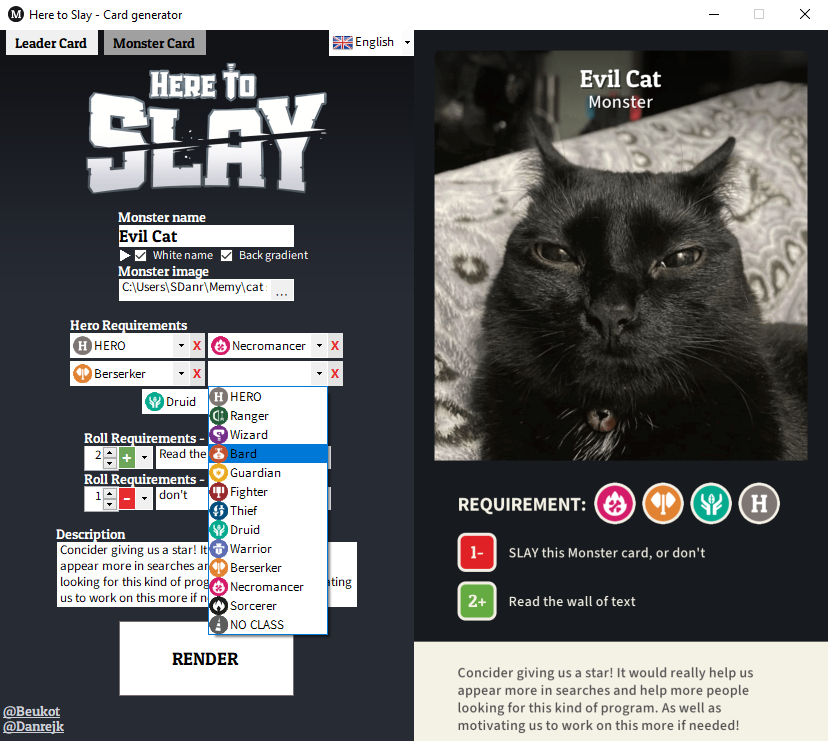 M Here to Slay - Card generator
Leader Card
Monster Card
English
HERE TO
SLAY
Monster name
Evil Cat
White name
Back gradient
Monster image
C:\Users\SDanr\Memy\cat
...
Hero Requirements
H HERO
X
Necromancer
X
Berserker
X
X
Druid
H HERO
Ranger
Wizard
Bard
Guardian
Fighter
Thief
Druid
Warrior
Berserker
Necromancer
Sorcerer
NO CLASS
Roll Requirements -
2
+
Read the
Roll Requirements -
1
-
don't
Description
Concider giving us a star! It
appear more in searches an
looking for this kind of prog
ating
us to work on this more if n
RENDER
@Beukot
@Danrejk
Evil Cat
Monster
REQUIREMENT:
H
1-
SLAY this Monster card, or don't
2+
Read the wall of text
Concider giving us a star! It would really help us
appear more in searches and help more people
looking for this kind of program. As well as
motivating us to work on this more if needed!